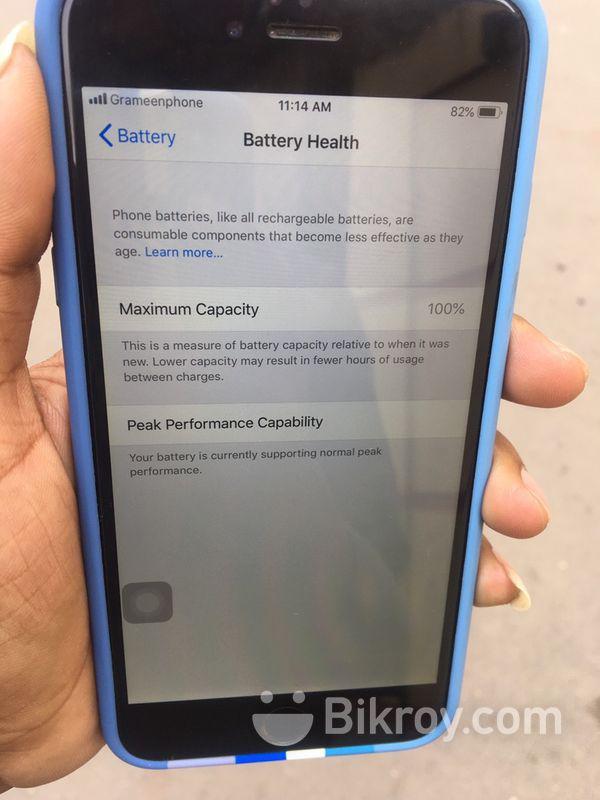 Grameenphone 11:14 AM 82%
Battery Battery Health
Phone batteries, like all rechargeable batteries, are
consumable components that become less effective as they
age. Learn more...
Maximum Capacity 100%
This is a measure of battery capacity relative to when it was
new. Lower capacity may result in fewer hours of usage
between charges.
Peak Performance Capability
Your battery is currently supporting normal peak
performance.
Bikroy.com